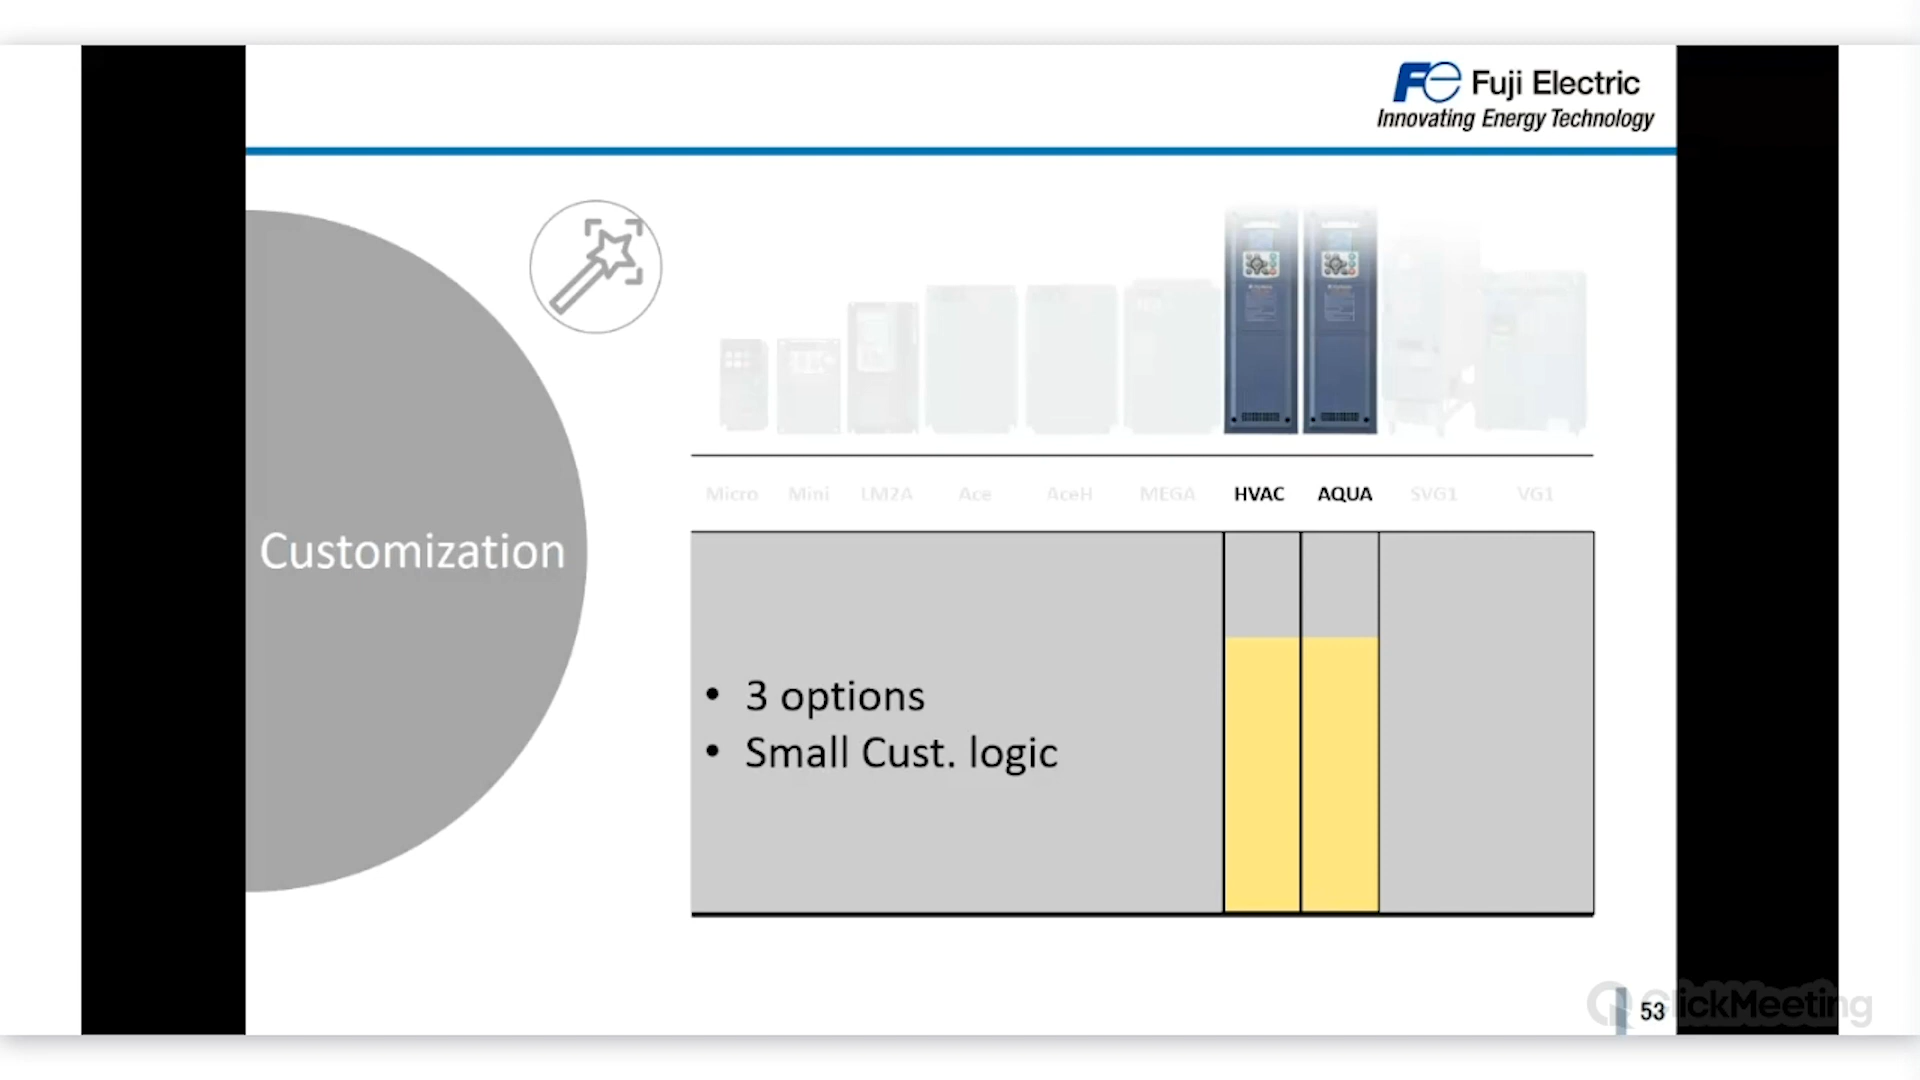 Fuji Electric
Innovating Energy Technology
Customization
Micro Mini LM2A Ace AceH MEGA HVAC AQUA SVG1 VG1
• 3 options
• Small Cust. logic
53
ClickMeeting